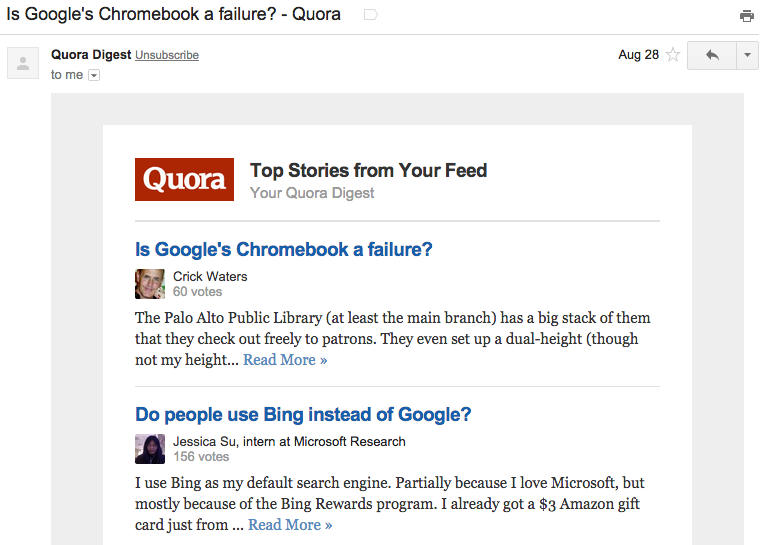 Is Google's Chromebook a failure? - Quora
Quora Digest Unsubscribe
Aug 28
to me
Quora
Top Stories from Your Feed
Your Quora Digest
Is Google's Chromebook a failure?
Crick Waters
60 votes
The Palo Alto Public Library (at least the main branch) has a big stack of them
that they check out freely to patrons. They even set up a dual-height (though
not my height... Read More »
Do people use Bing instead of Google?
Jessica Su, intern at Microsoft Research
156 votes
I use Bing as my default search engine. Partially because I love Microsoft, but
mostly because of the Bing Rewards program. I already got a $3 Amazon gift
card just from ... Read More »